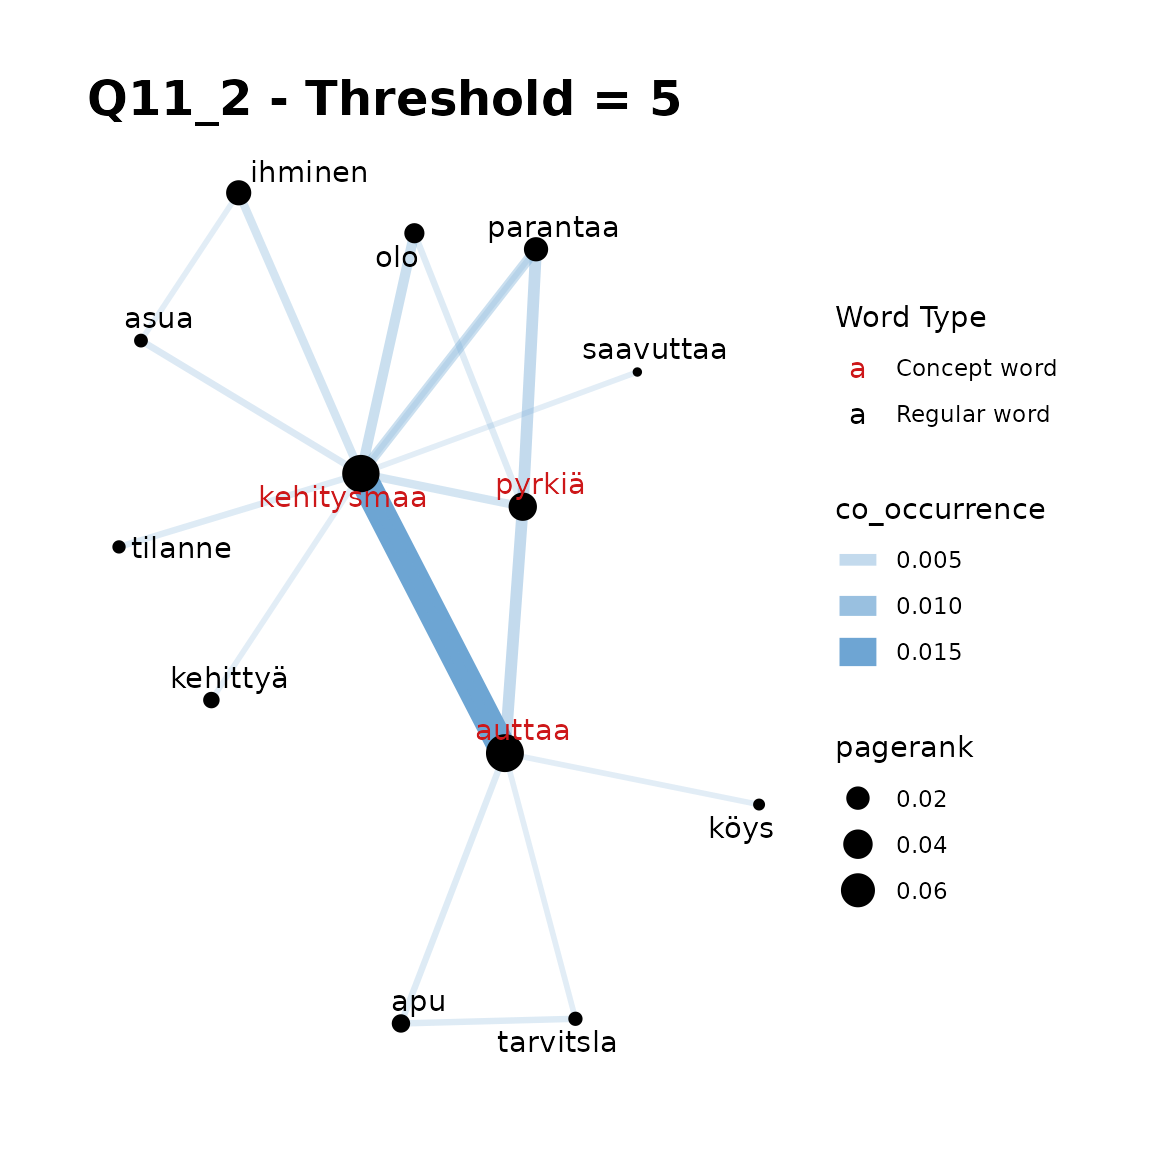 Q11_2 - Threshold = 5
ihminen
parantaa
olo
asua
saavuttaa
kehitysmaa
pyrkiä
tilanne
kehittyä
auttaa
köys
apu
tarvitsla
Word Type
a Concept word
a Regular word
co_occurrence
0.005
0.010
0.015
pagerank
0.02
0.04
0.06